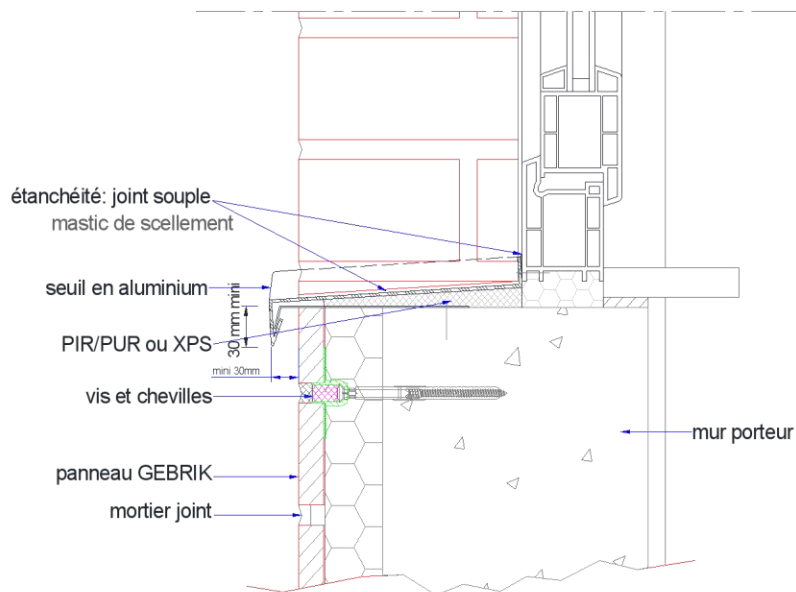 étanchéité: joint souple
mastic de scellement
seuil en aluminium
30 mm mini
PIR/PUR ou XPS
mini 30mm
vis et chevilles
mur porteur
panneau GEBRIK
mortier joint